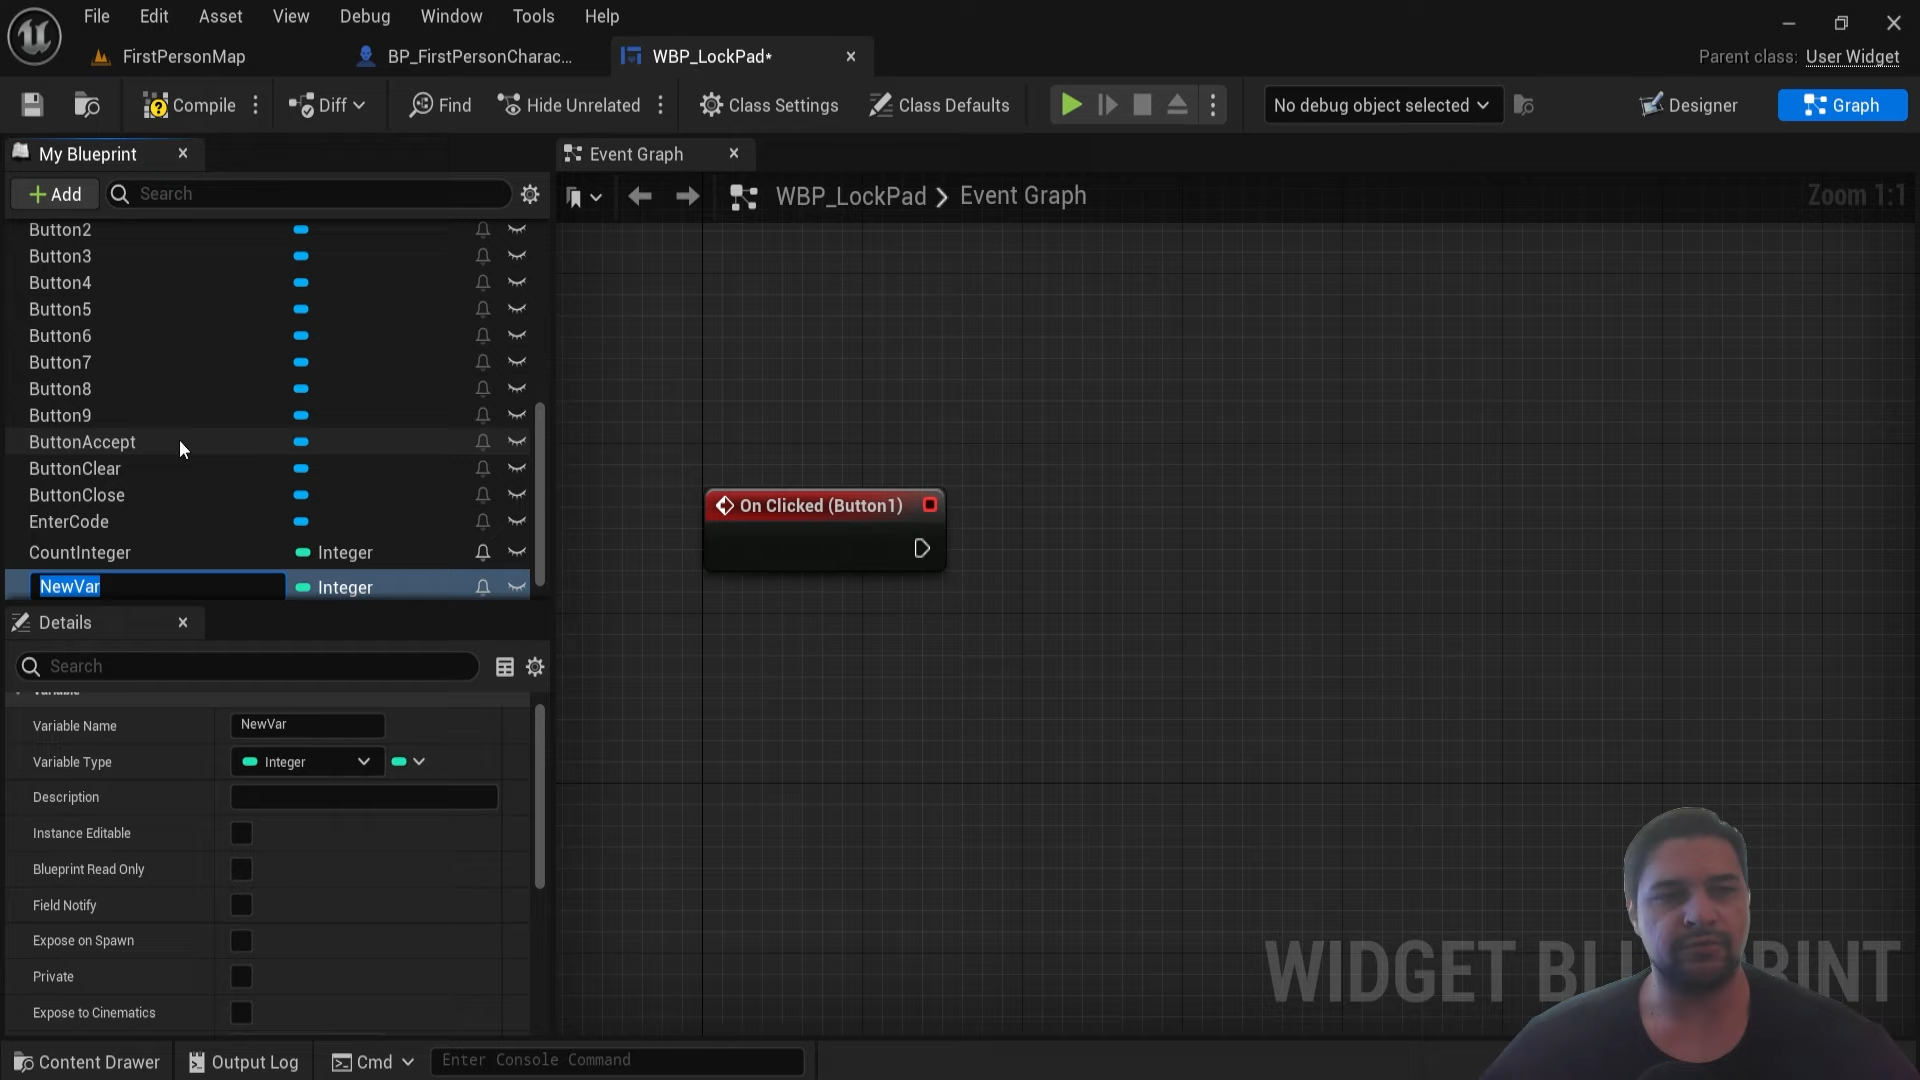 File Edit Asset View Debug Window Tools Help
FirstPersonMap BP_FirstPersonCharac... WBP_LockPad* Parent class: User Widget
Compile Diff Find Hide Unrelated Class Settings Class Defaults No debug object selected Designer Graph
My Blueprint Event Graph
Add Search WBP_LockPad > Event Graph Zoom 1:1
Button2
Button3
Button4
Button5
Button6
Button7
Button8
Button9
ButtonAccept
ButtonClear
ButtonClose
EnterCode
CountInteger Integer
NewVar Integer
On Clicked (Button1)
Details
Search
Variable
Variable Name NewVar
Variable Type Integer
Description
Instance Editable
Blueprint Read Only
Field Notify
Expose on Spawn
Private
Expose to Cinematics
WIDGET BL PRINT
Content Drawer Output Log Cmd Enter Console Command